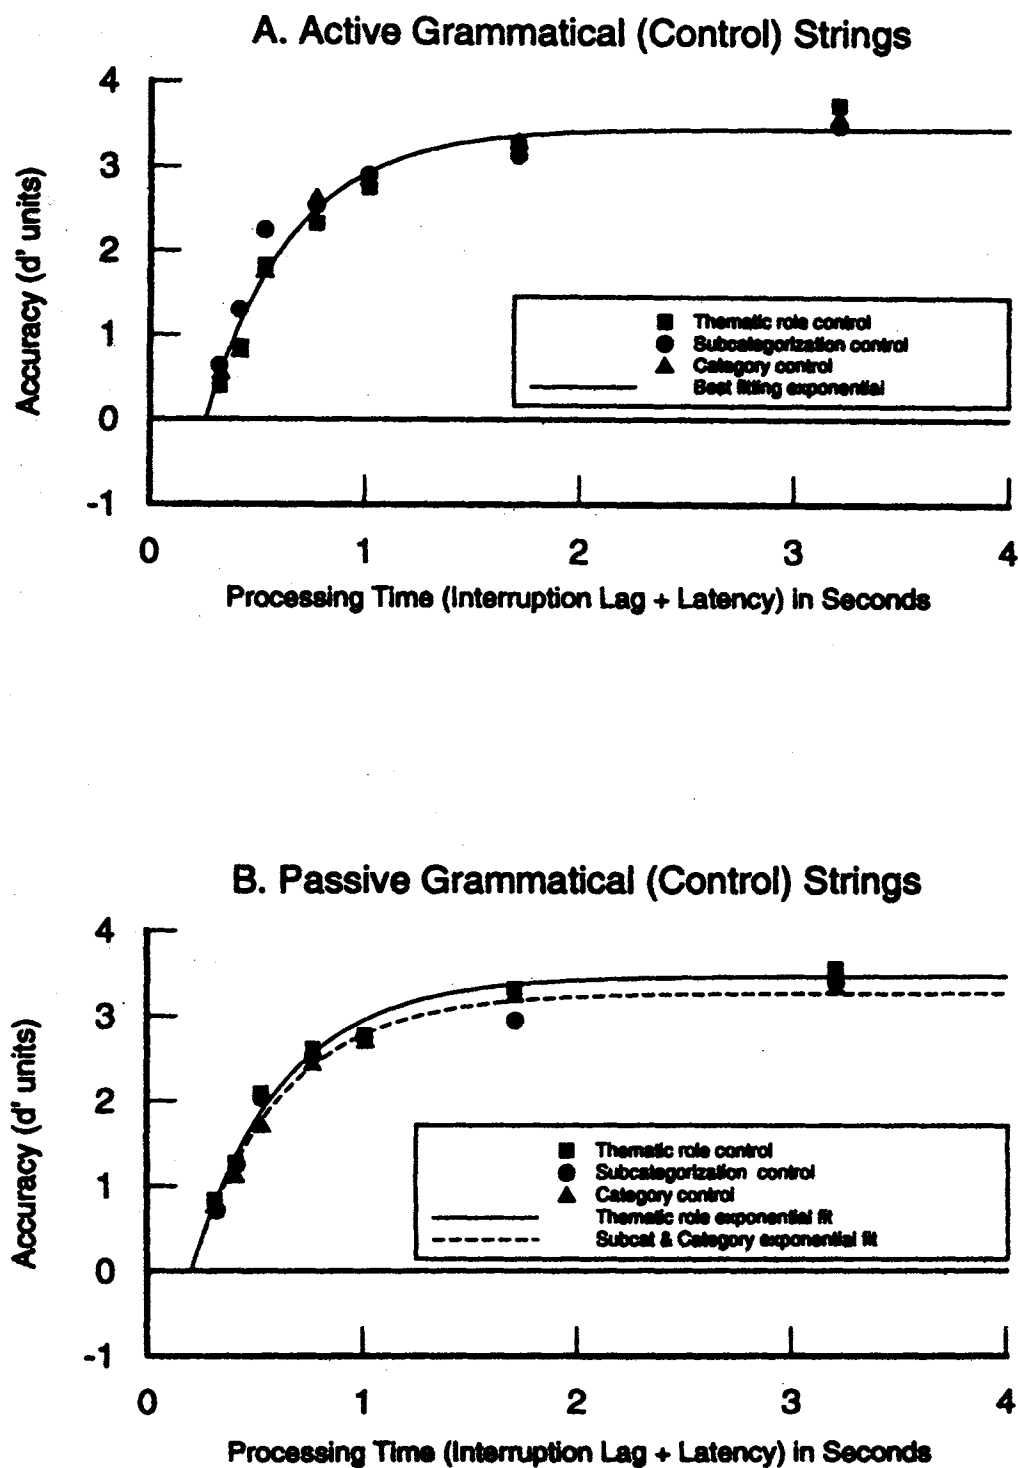 A. Active Grammatical (Control) Strings
4
3
2
1
0
-1
Accuracy (d' units)
Thematic role control
Subcategorization control
Category control
Best fitting exponential
0 1 2 3 4
Processing Time (Interruption Lag + Latency) in Seconds
B. Passive Grammatical (Control) Strings
4
3
2
1
0
-1
Accuracy (d' units)
Thematic role control
Subcategorization control
Category control
Thematic role exponential fit
Subcat & Category exponential fit
0 1 2 3 4
Processing Time (Interruption Lag + Latency) in Seconds